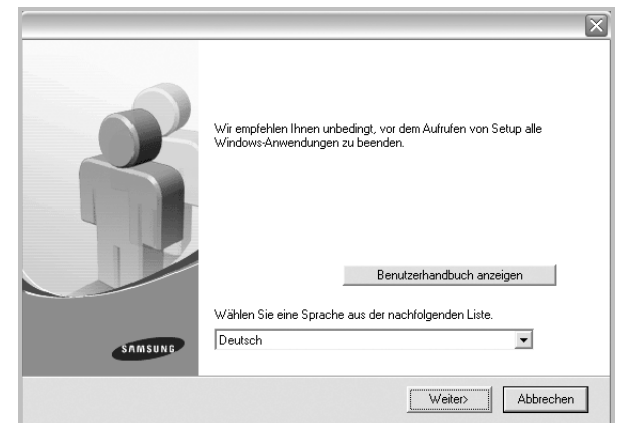 Wir empfehlen Ihnen unbedingt, vor dem Aufrufen von Setup alle
Windows-Anwendungen zu beenden.
Benutzerhandbuch anzeigen
Wählen Sie eine Sprache aus der nachfolgenden Liste.
Deutsch
SAMSUNG
Weiter>
Abbrechen